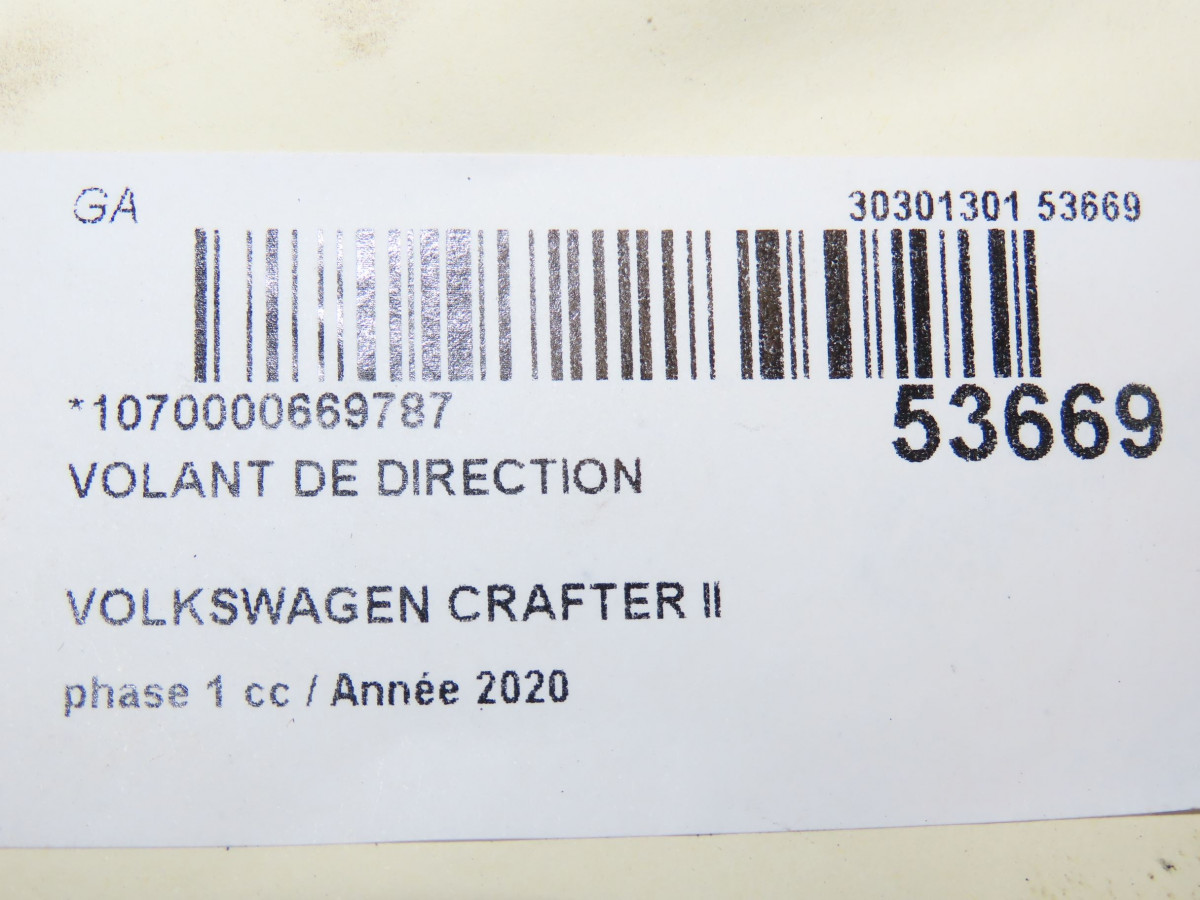 GA
30301301 53669
*1070000669787
53669
VOLANT DE DIRECTION
VOLKSWAGEN CRAFTER II
phase 1 cc / Année 2020